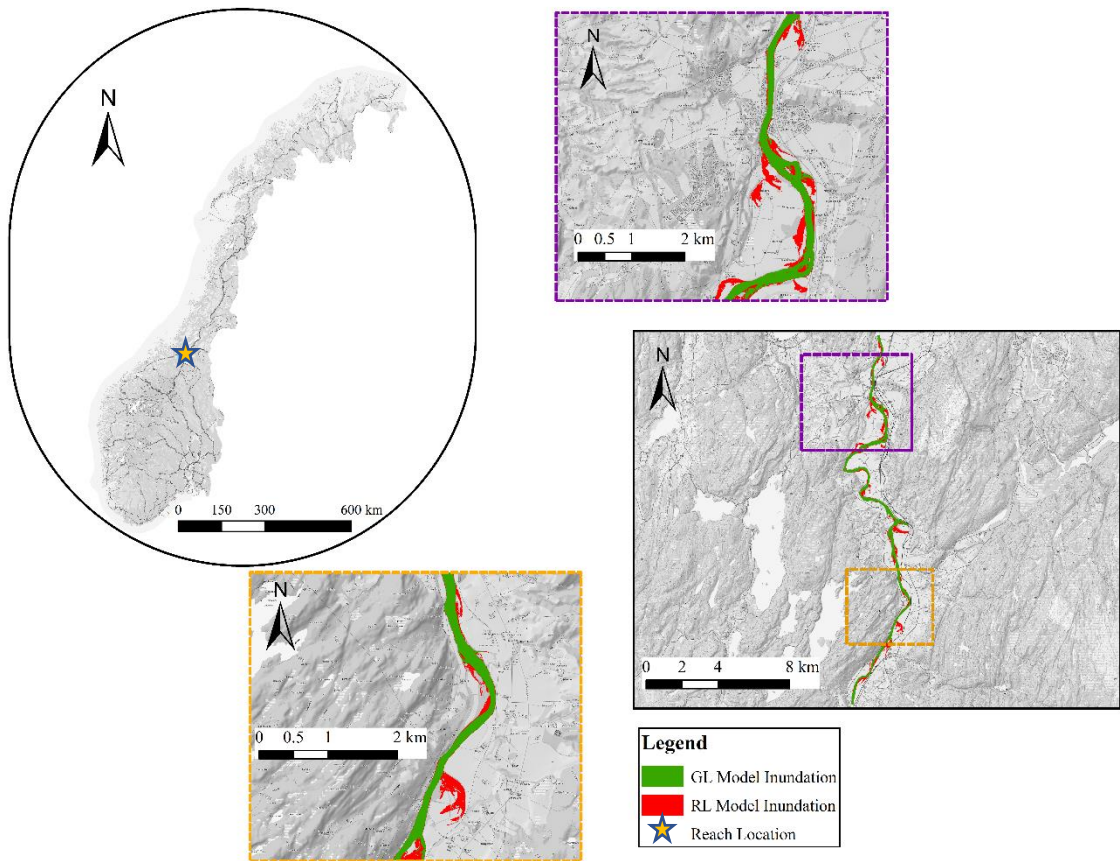 N
0 150 300 600 km
N
0 0.5 1 2 km
N
0 2 4 8 km
N
0 0.5 1 2 km
Legend
GL Model Inundation
RL Model Inundation
Reach Location